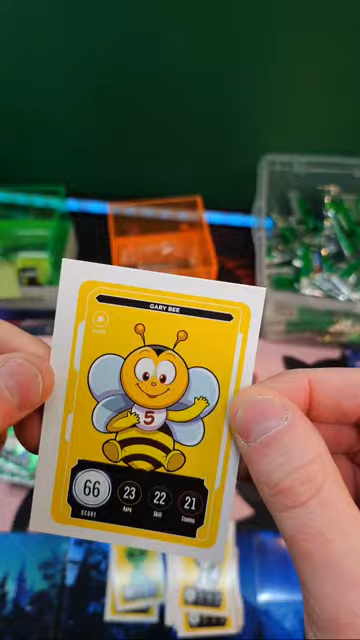 GARY BEE
5
66
SCORE
23
Aura
22
Skill
21
Stamina